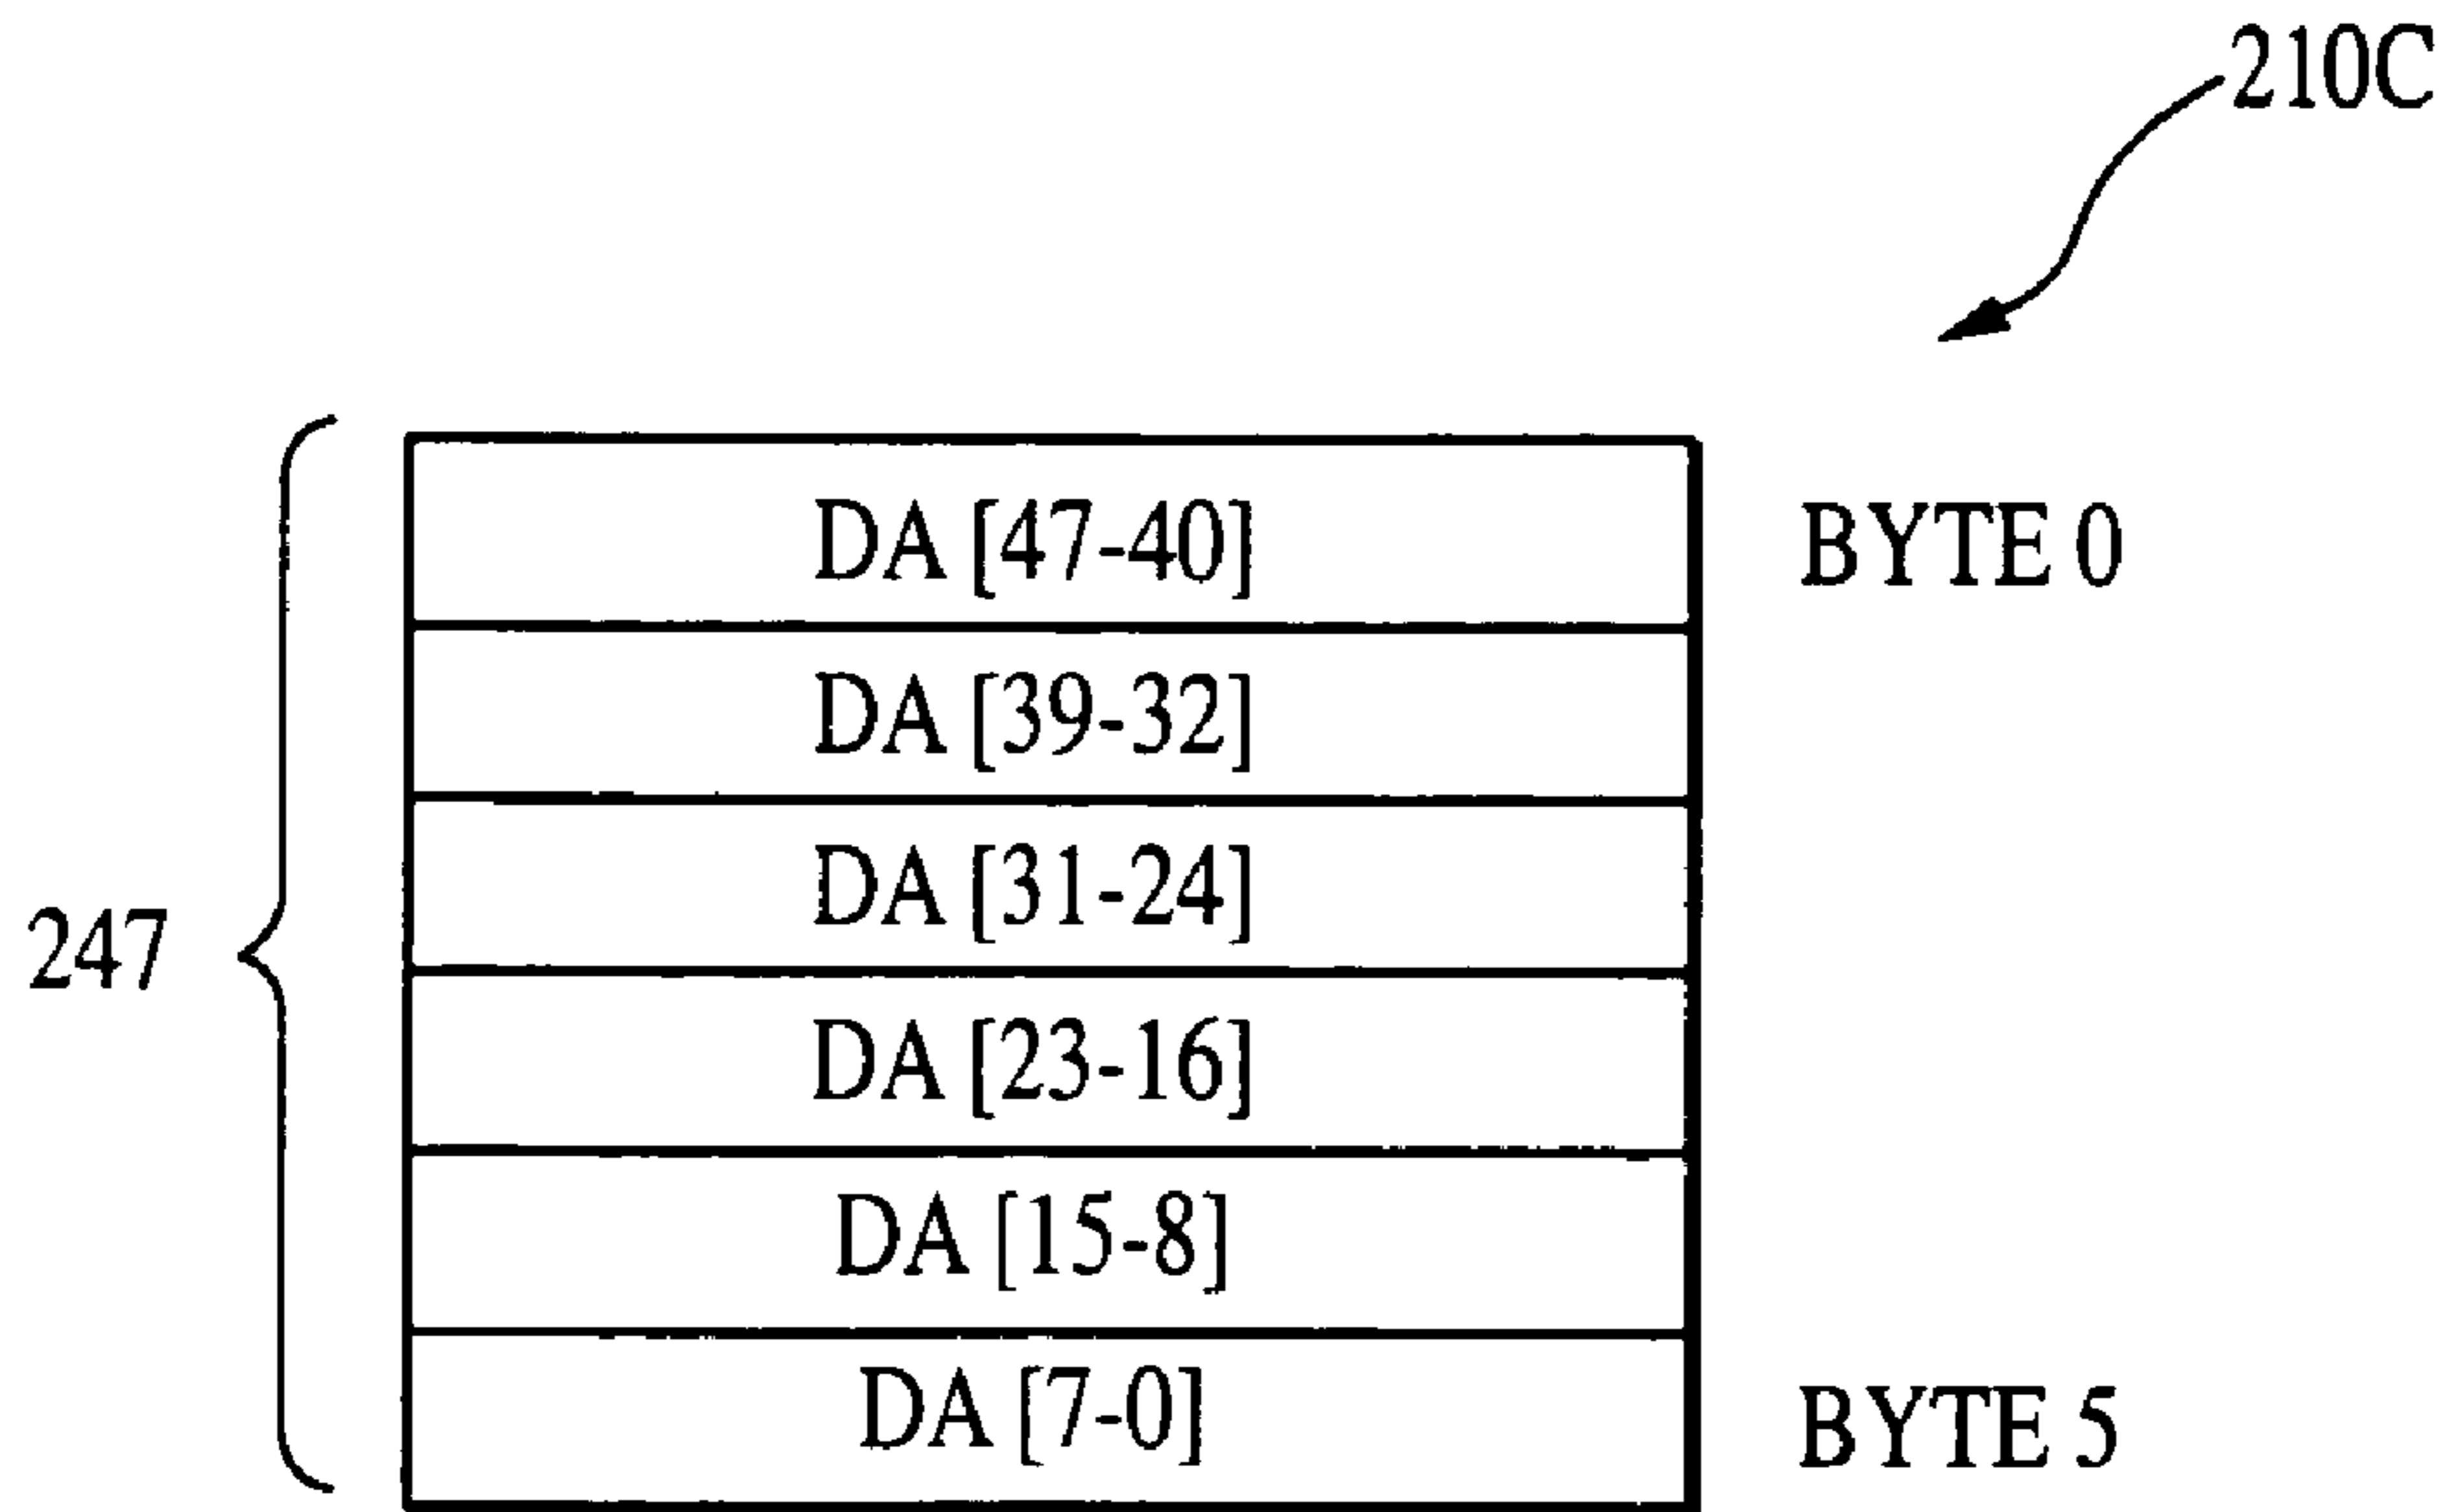 210C
DA [47-40] BYTE 0
DA [39-32]
DA [31-24]
247
DA [23-16]
DA [15-8]
DA [7-0] BYTE 5